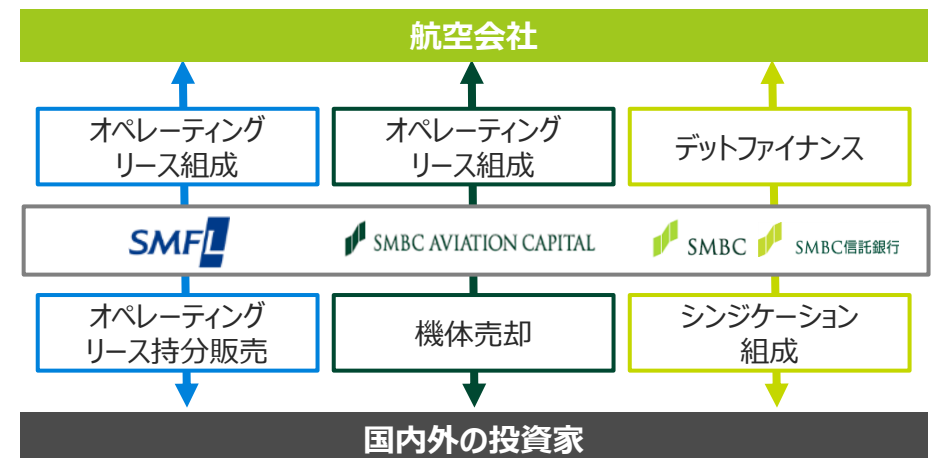 航空会社
オペレーティング
リース組成
オペレーティング
リース組成
デットファイナンス
SMFL
SMBC AVIATION CAPITAL
SMBC
SMBC信託銀行
オペレーティング
リース持分販売
機体売却
シンジケーション
組成
国内外の投資家